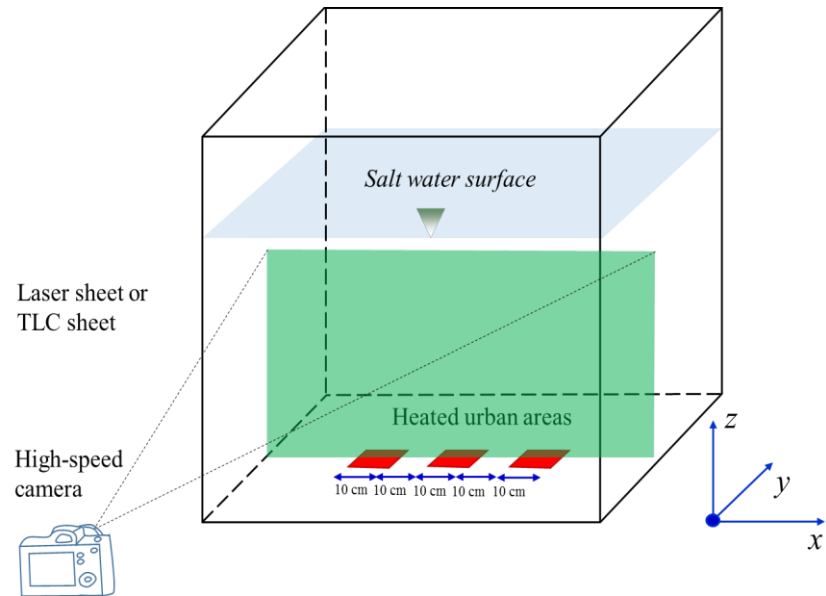 Salt water surface
Laser sheet or
TLC sheet
Heated urban areas
High-speed
camera
10 cm 10 cm 10 cm 10 cm 10 cm
z
y
x